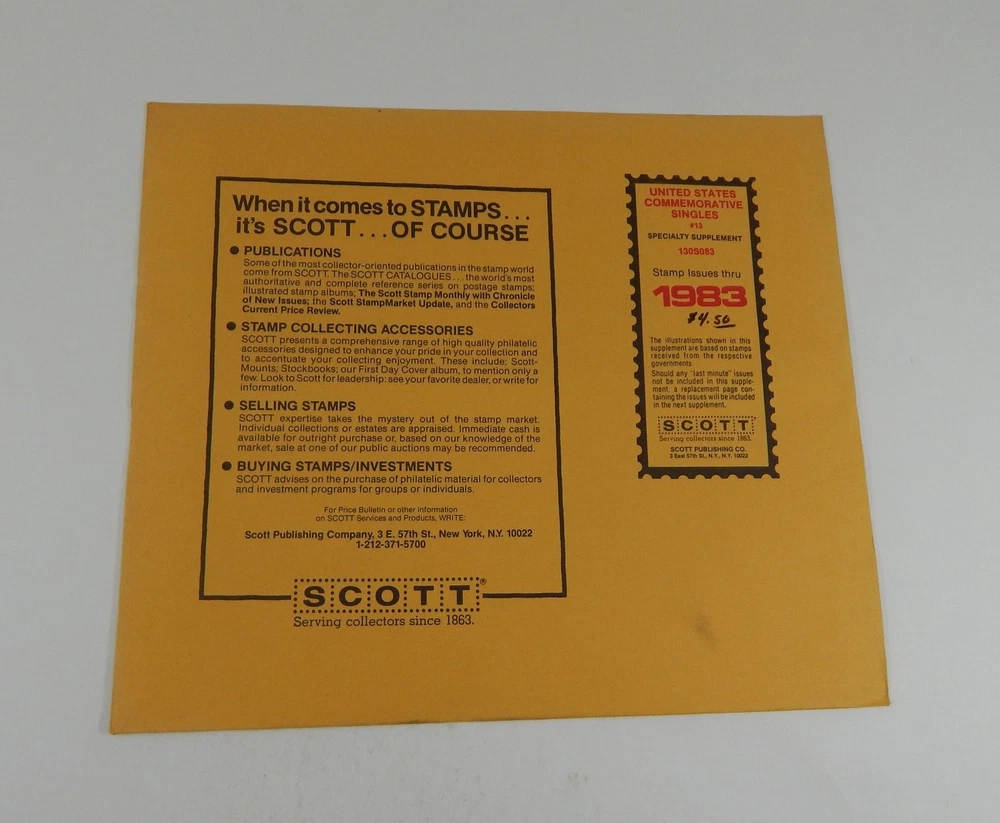 When it comes to STAMPS...
it's SCOTT...OF COURSE
● PUBLICATIONS
Some of the most collector-oriented publications in the stamp world
come from SCOTT. The SCOTT CATALOGUES . . . the world's most
authoritative and complete reference series on postage stamps;
illustrated stamp albums; The Scott Stamp Monthly with Chronicle
of New Issues; the Scott StampMarket Update, and the Collectors
Current Price Review.
● STAMP COLLECTING ACCESSORIES
SCOTT presents a comprehensive range of high quality philatelic
accessories designed to enhance your pride in your collection and
to accentuate your collecting enjoyment. These include: Scott-
Mounts; Stockbooks; our First Day Cover album, to mention only a
few. Look to Scott for leadership: see your favorite dealer, or write for
information.
● SELLING STAMPS
SCOTT expertise takes the mystery out of the stamp market.
Individual collections or estates are appraised. Immediate cash is
available for outright purchase or, based on our knowledge of the
market, sale at one of our public auctions may be recommended.
● BUYING STAMPS/INVESTMENTS
SCOTT advises on the purchase of philatelic material for collectors
and investment programs for groups or individuals.
For Price Bulletin or other information
on SCOTT Services and Products, WRITE:
Scott Publishing Company, 3 E. 57th St., New York, N.Y. 10022
1-212-371-5700
SCOTT®
Serving collectors since 1863.
UNITED STATES
COMMEMORATIVE
SINGLES
#13
SPECIALTY SUPPLEMENT
130S083
Stamp Issues thru
1983
$4.50
The illustrations shown in this
supplement are based on stamps
received from the respective
governments.
Should any "last minute" issues
not be included in this supple-
ment, a replacement page con-
taining the issues will be included
in the next supplement.
SCOTT
Serving collectors since 1863.
SCOTT PUBLISHING CO.
3 East 57th St., N.Y., N.Y. 10022